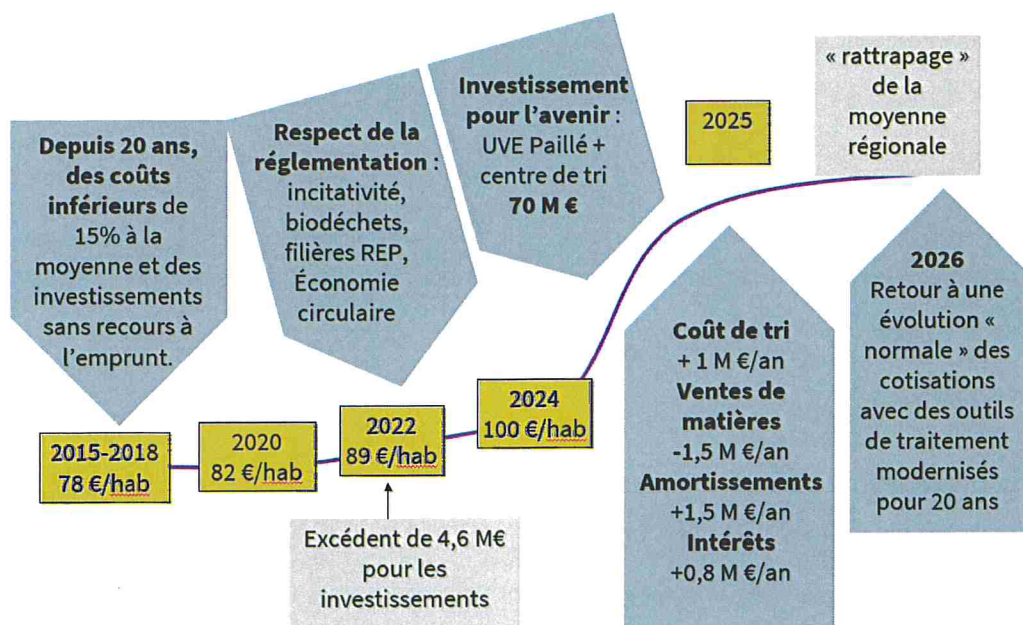 Depuis 20 ans,
des coûts
inférieurs de
15% à la
moyenne et des
investissements
sans recours à
l’emprunt.
Respect de la
réglementation :
incitativité,
biodéchets,
filières REP,
Économie
circulaire
Investissement
pour l’avenir :
UVE Paillé +
centre de tri
70 M €
2025
« rattrapage »
de la
moyenne
régionale
2015-2018
78 €/hab
2020
82 €/hab
2022
89 €/hab
2024
100 €/hab
Excédent de 4,6 M€
pour les
investissements
Coût de tri
+ 1 M €/an
Ventes de
matières
-1,5 M €/an
Amortissements
+1,5 M €/an
Intérêts
+0,8 M €/an
2026
Retour à une
évolution «
normale » des
cotisations
avec des outils
de traitement
modernisés
pour 20 ans